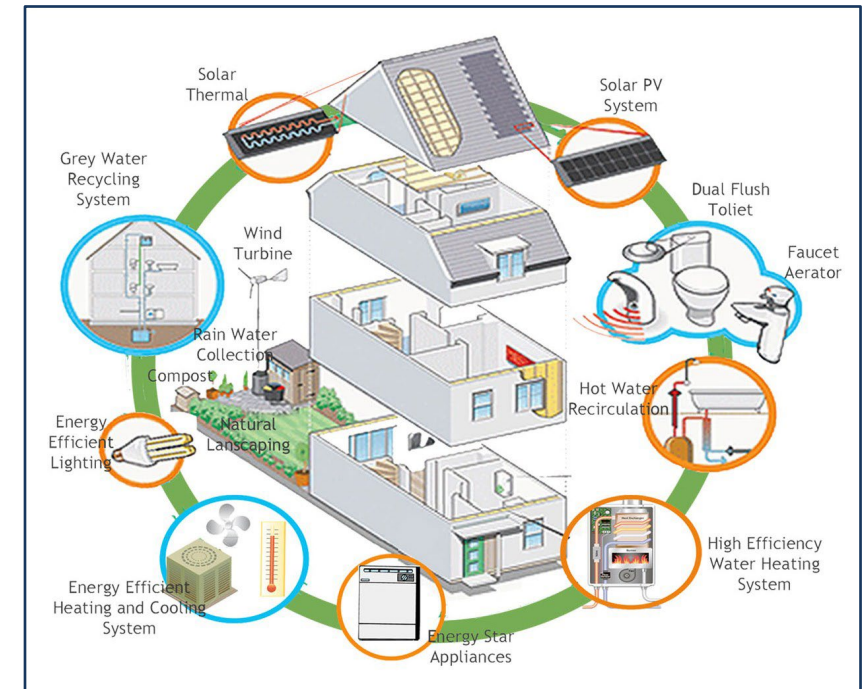 Solar
Thermal
Solar PV
System
Grey Water
Recycling
System
Dual Flush
Toliet
Wind
Turbine
Faucet
Aerator
Rain Water
Collection
Compost
Hot Water
Recirculation
Energy
Efficient
Lighting
Natural
Lanscaping
High Efficiency
Water Heating
System
Energy Efficient
Heating and Cooling
System
Energy Star
Appliances